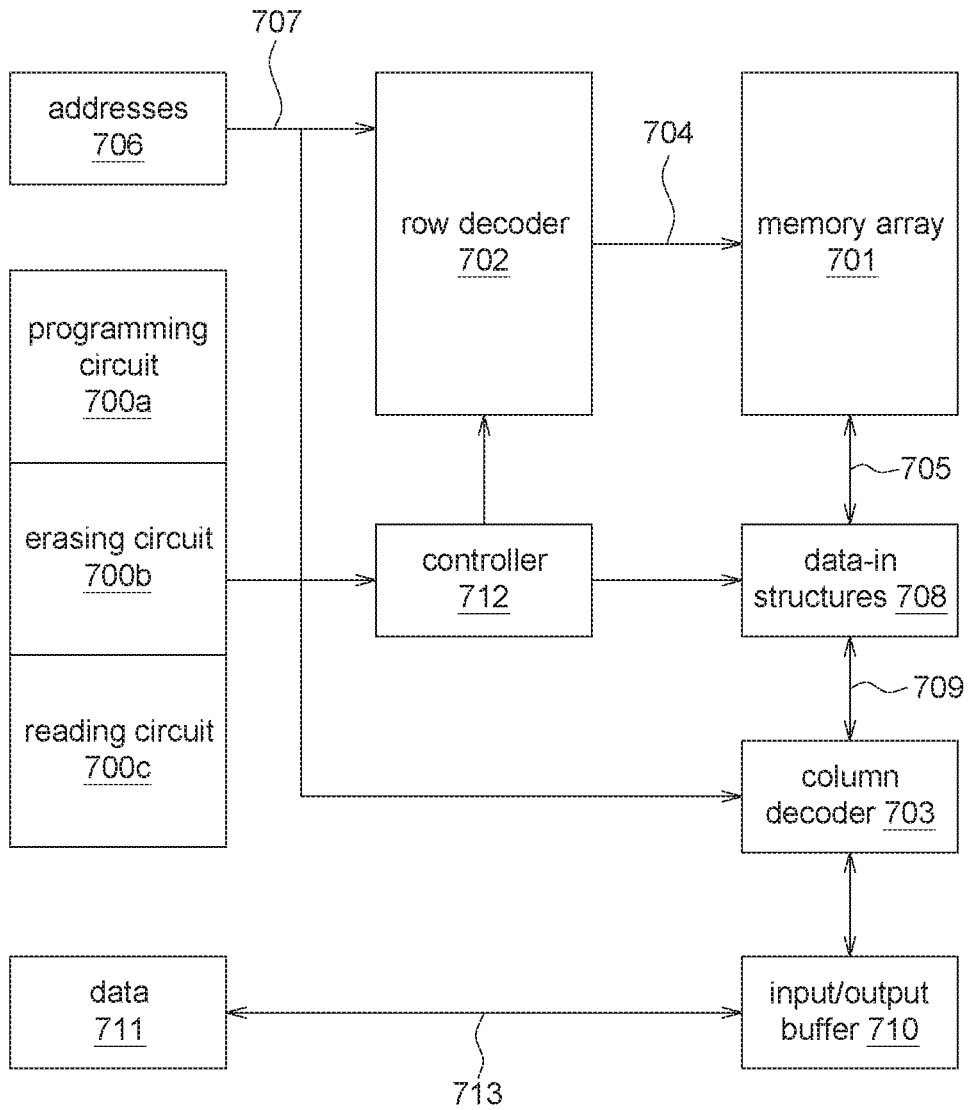 707
addresses
706
704
row decoder
702
memory array
701
programming
circuit
700a
705
erasing circuit
700b
controller
712
data-in
structures 708
709
reading circuit
700c
column
decoder 703
data
711
input/output
buffer 710
713